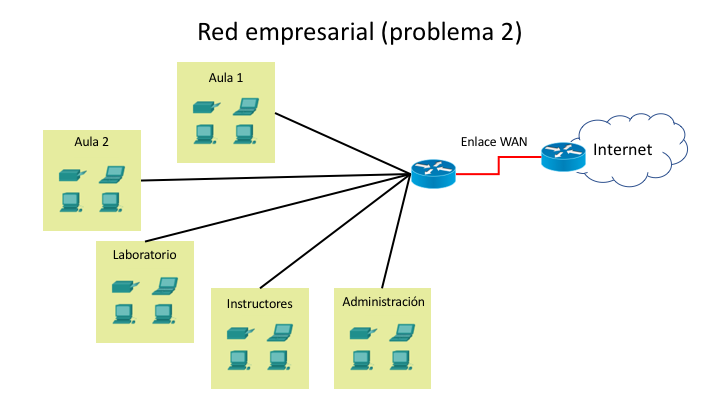 Red empresarial (problema 2)
Aula 1
Aula 2
Enlace WAN
Internet
Laboratorio
Instructores
Administración